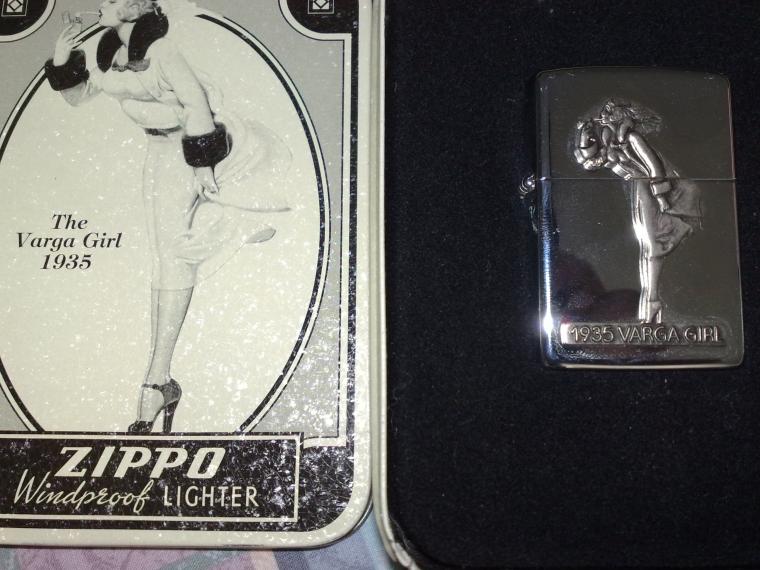 The
Varga Girl
1935
ZIPPO
Windproof LIGHTER
1935 VARGA GIRL